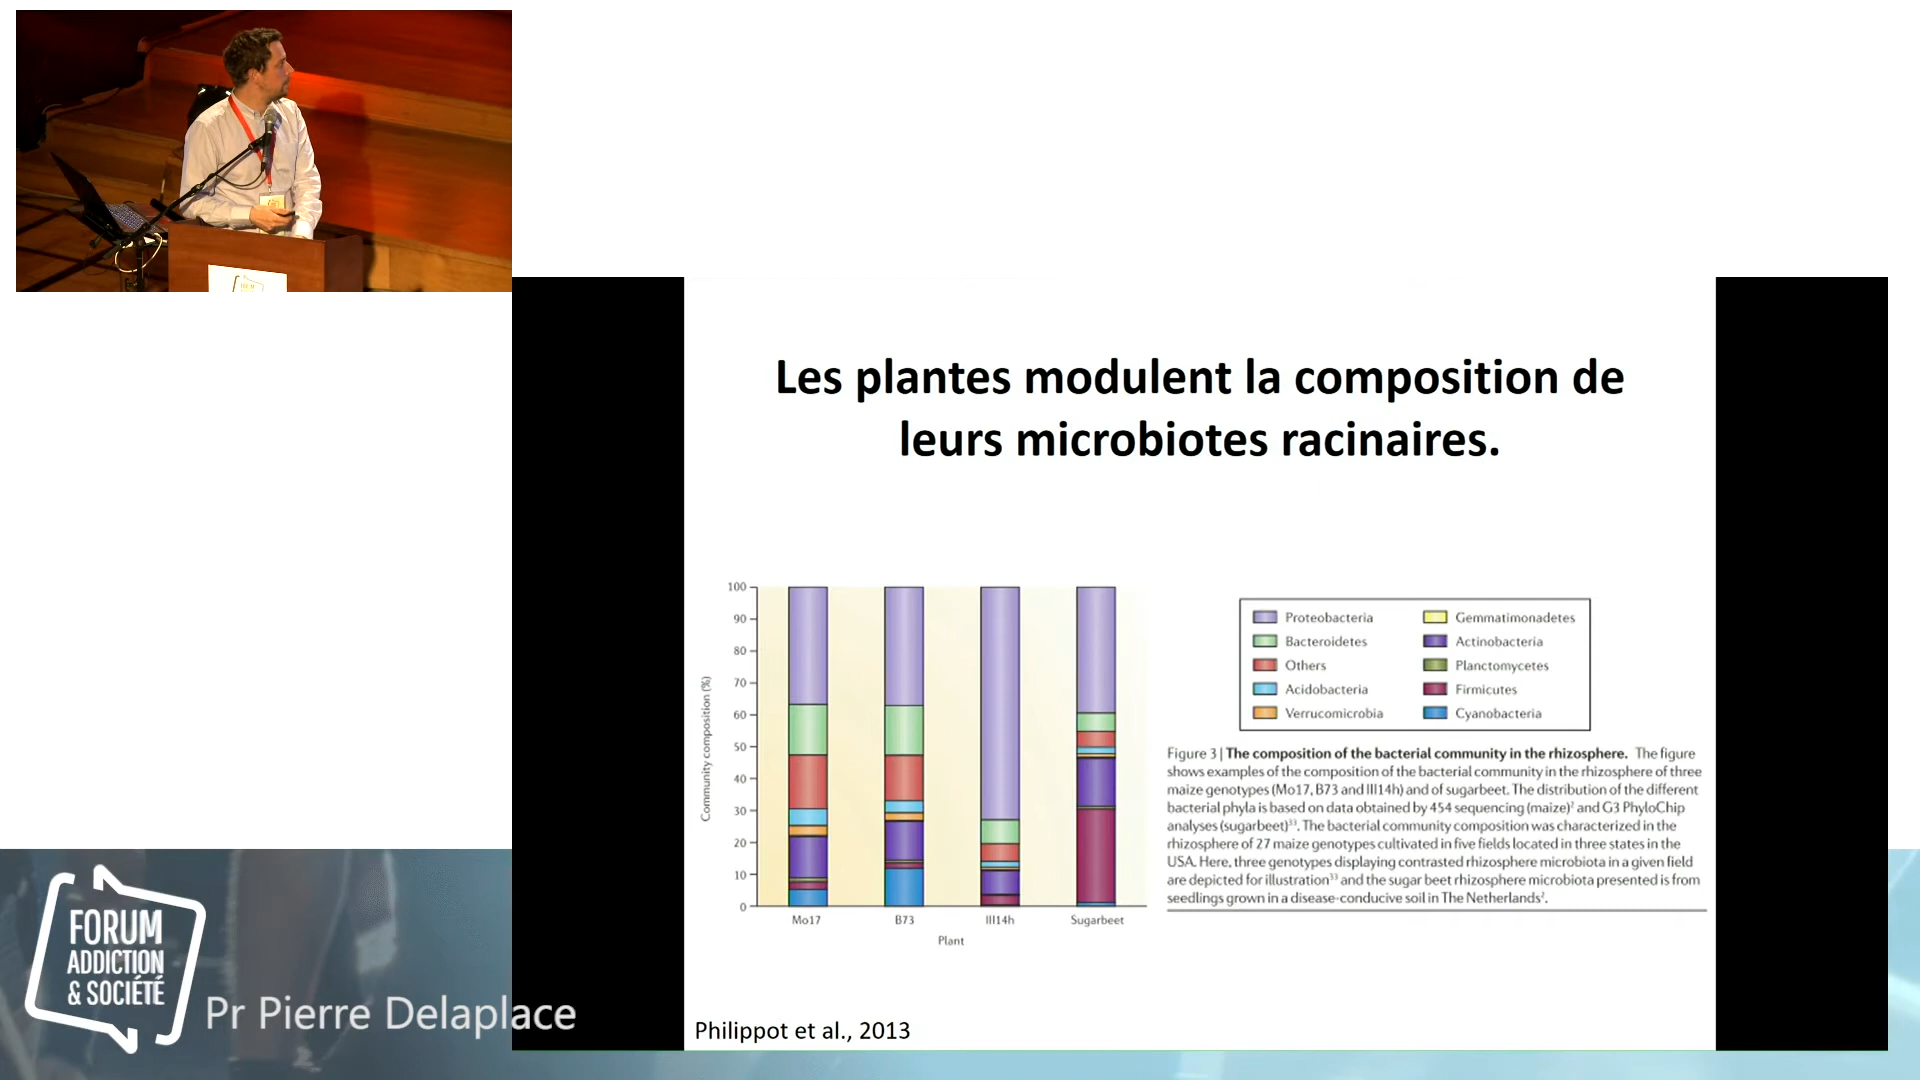 Les plantes modulent la composition de
leurs microbiotes racinaires.
100
90
80
70
60
50
40
30
20
10
0
Community composition (%)
Mo17
B73
Ill14h
Sugarbeet
Plant
Proteobacteria
Bacteroidetes
Others
Acidobacteria
Verrucomicrobia
Gemmatimonadetes
Actinobacteria
Planctomycetes
Firmicutes
Cyanobacteria
Figure 3 | The composition of the bacterial community in the rhizosphere. The figure
shows examples of the composition of the bacterial community in the rhizosphere of three
maize genotypes (Mo17, B73 and Ill14h) and of sugarbeet. The distribution of the different
bacterial phyla is based on data obtained by 454 sequencing (maize)² and G3 PhyloChip
analyses (sugarbeet)³³. The bacterial community composition was characterized in the
rhizosphere of 27 maize genotypes cultivated in five fields located in three states in the
USA. Here, three genotypes displaying contrasted rhizosphere microbiota in a given field
are depicted for illustration³³ and the sugar beet rhizosphere microbiota presented is from
seedlings grown in a disease-conducive soil in The Netherlands².
Philippot et al., 2013
FORUM
ADDICTION
& SOCIÉTÉ
Pr Pierre Delaplace